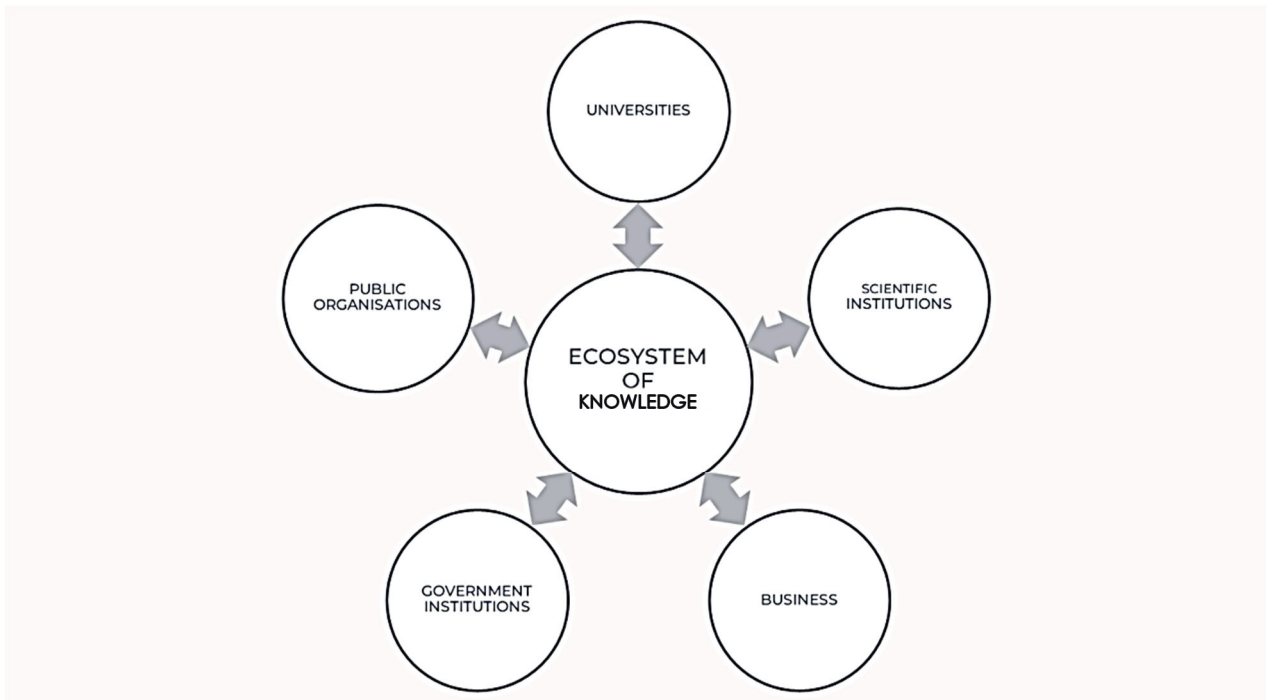 UNIVERSITIES
PUBLIC
ORGANISATIONS
SCIENTIFIC
INSTITUTIONS
ECOSYSTEM
OF
KNOWLEDGE
GOVERNMENT
INSTITUTIONS
BUSINESS